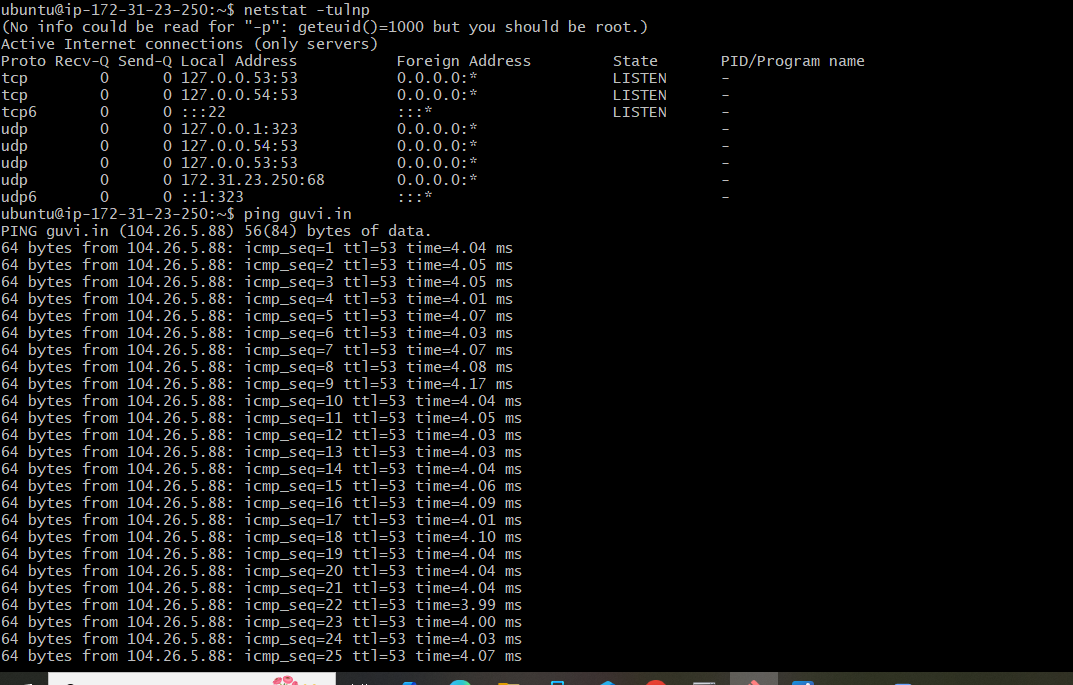 ubuntu@ip-172-31-23-250:~$ netstat -tulnp
(No info could be read for "-p": geteuid()=1000 but you should be root.)
Active Internet connections (only servers)
Proto Recv-Q Send-Q Local Address           Foreign Address         State       PID/Program name
tcp        0      0 127.0.0.53:53           0.0.0.0:*               LISTEN      -
tcp        0      0 127.0.0.54:53           0.0.0.0:*               LISTEN      -
tcp6       0      0 :::22                   :::*                    LISTEN      -
udp        0      0 127.0.0.1:323           0.0.0.0:*                           -
udp        0      0 127.0.0.54:53           0.0.0.0:*                           -
udp        0      0 127.0.0.53:53           0.0.0.0:*                           -
udp        0      0 172.31.23.250:68        0.0.0.0:*                           -
udp6       0      0 ::1:323                 :::*                                -
ubuntu@ip-172-31-23-250:~$ ping guvi.in
PING guvi.in (104.26.5.88) 56(84) bytes of data.
64 bytes from 104.26.5.88: icmp_seq=1 ttl=53 time=4.04 ms
64 bytes from 104.26.5.88: icmp_seq=2 ttl=53 time=4.05 ms
64 bytes from 104.26.5.88: icmp_seq=3 ttl=53 time=4.05 ms
64 bytes from 104.26.5.88: icmp_seq=4 ttl=53 time=4.01 ms
64 bytes from 104.26.5.88: icmp_seq=5 ttl=53 time=4.07 ms
64 bytes from 104.26.5.88: icmp_seq=6 ttl=53 time=4.03 ms
64 bytes from 104.26.5.88: icmp_seq=7 ttl=53 time=4.07 ms
64 bytes from 104.26.5.88: icmp_seq=8 ttl=53 time=4.08 ms
64 bytes from 104.26.5.88: icmp_seq=9 ttl=53 time=4.17 ms
64 bytes from 104.26.5.88: icmp_seq=10 ttl=53 time=4.04 ms
64 bytes from 104.26.5.88: icmp_seq=11 ttl=53 time=4.05 ms
64 bytes from 104.26.5.88: icmp_seq=12 ttl=53 time=4.03 ms
64 bytes from 104.26.5.88: icmp_seq=13 ttl=53 time=4.03 ms
64 bytes from 104.26.5.88: icmp_seq=14 ttl=53 time=4.04 ms
64 bytes from 104.26.5.88: icmp_seq=15 ttl=53 time=4.06 ms
64 bytes from 104.26.5.88: icmp_seq=16 ttl=53 time=4.09 ms
64 bytes from 104.26.5.88: icmp_seq=17 ttl=53 time=4.01 ms
64 bytes from 104.26.5.88: icmp_seq=18 ttl=53 time=4.10 ms
64 bytes from 104.26.5.88: icmp_seq=19 ttl=53 time=4.04 ms
64 bytes from 104.26.5.88: icmp_seq=20 ttl=53 time=4.04 ms
64 bytes from 104.26.5.88: icmp_seq=21 ttl=53 time=4.04 ms
64 bytes from 104.26.5.88: icmp_seq=22 ttl=53 time=3.99 ms
64 bytes from 104.26.5.88: icmp_seq=23 ttl=53 time=4.00 ms
64 bytes from 104.26.5.88: icmp_seq=24 ttl=53 time=4.03 ms
64 bytes from 104.26.5.88: icmp_seq=25 ttl=53 time=4.07 ms